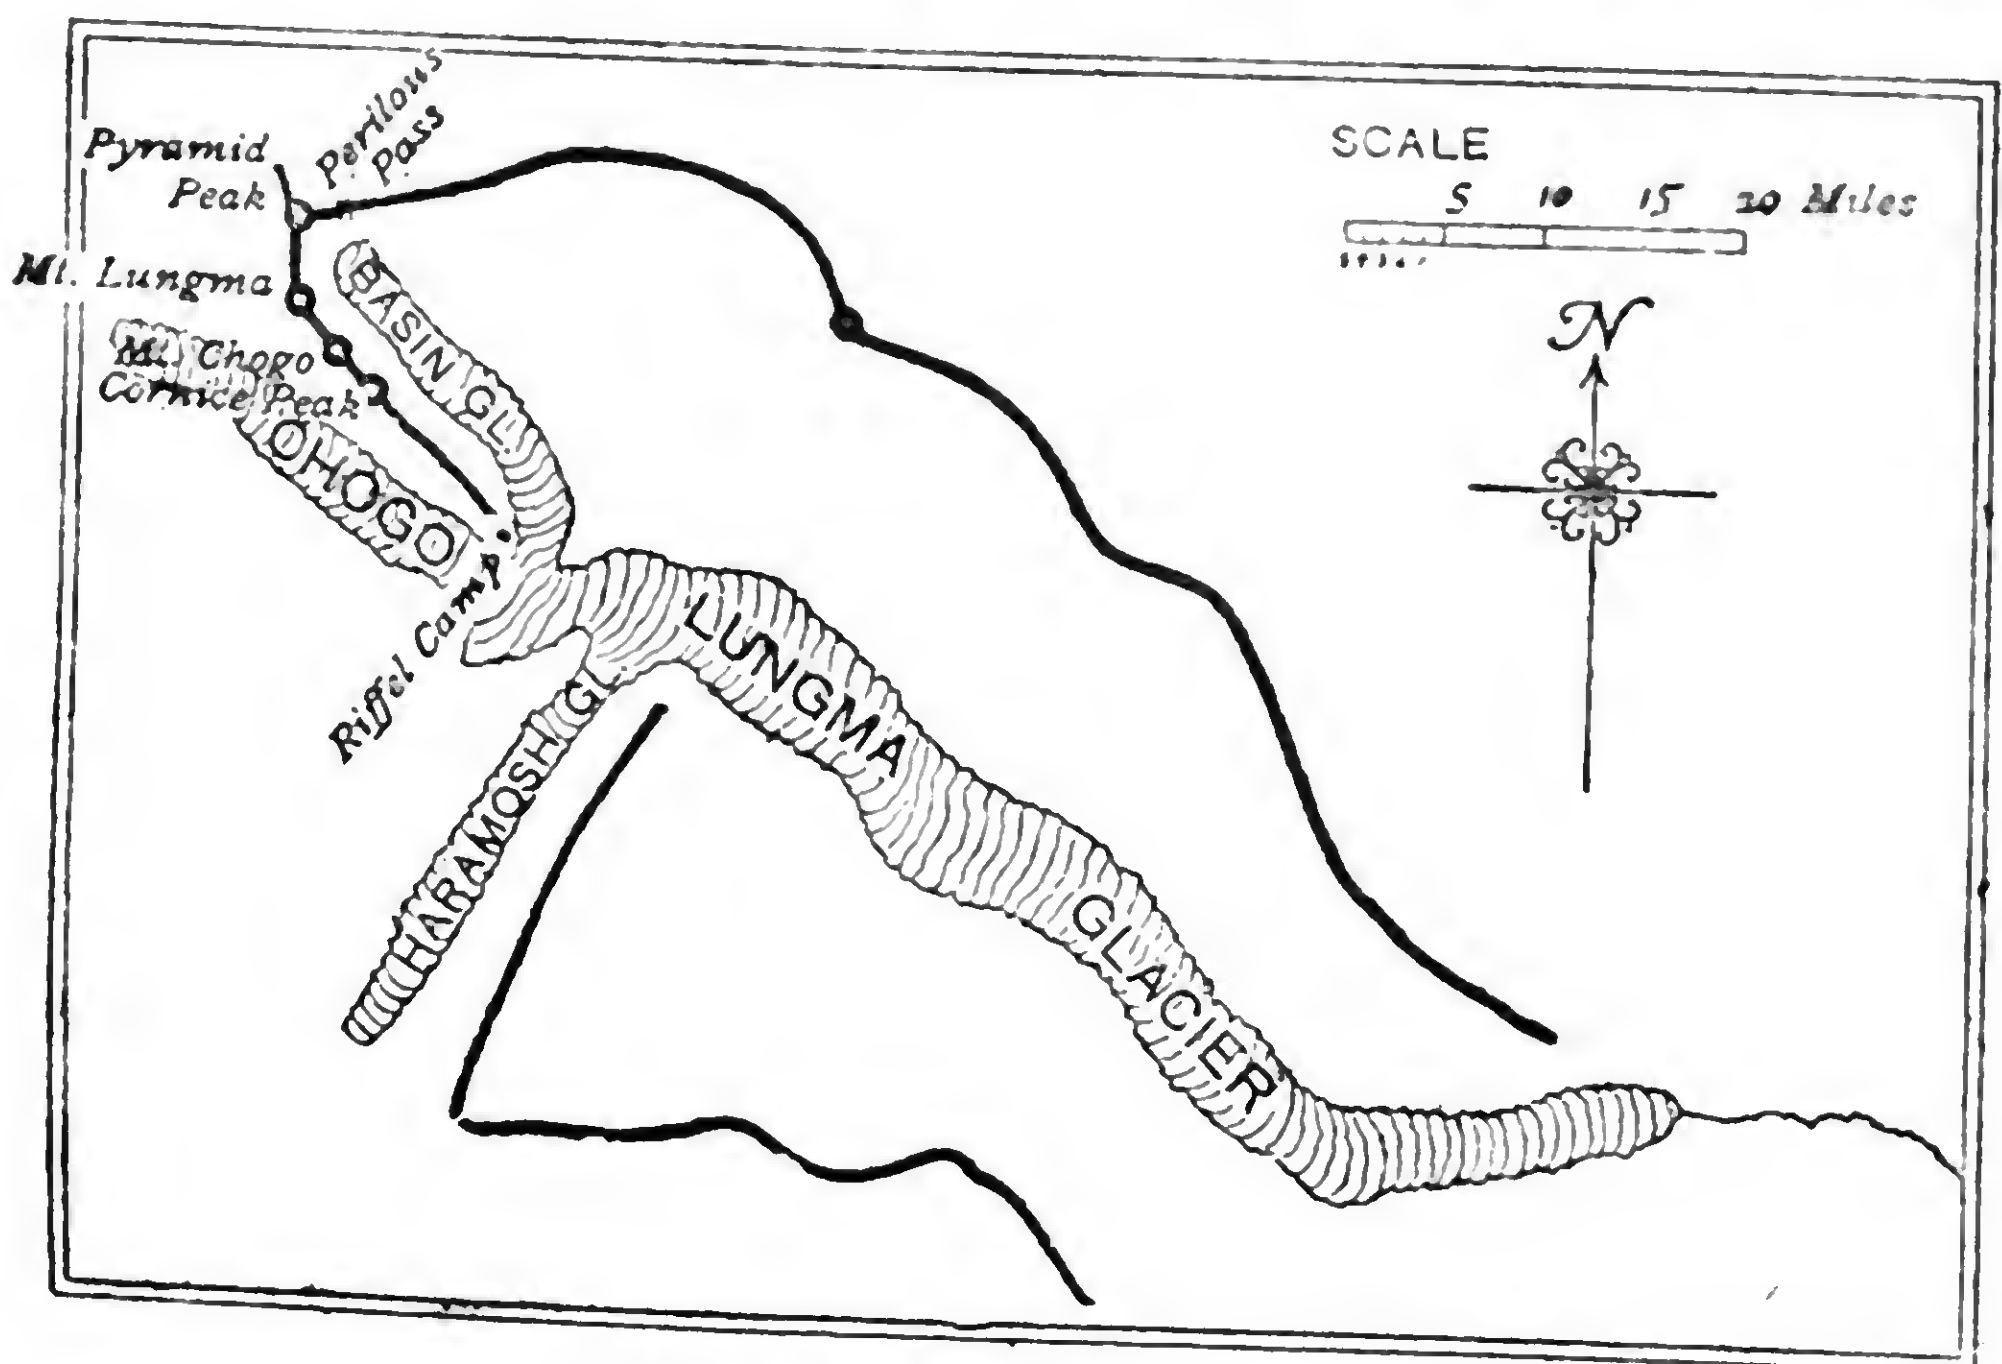 Perilous
Pass
Pyramid
Peak
SCALE
5 10 15 20 Miles
Mt. Lungma
N
BASIN GL.
Mt. Chogo
Cornice Peak
OHOGO
Riffel Camp
LUNGMA
GLACIER
HARAMOSH GL.